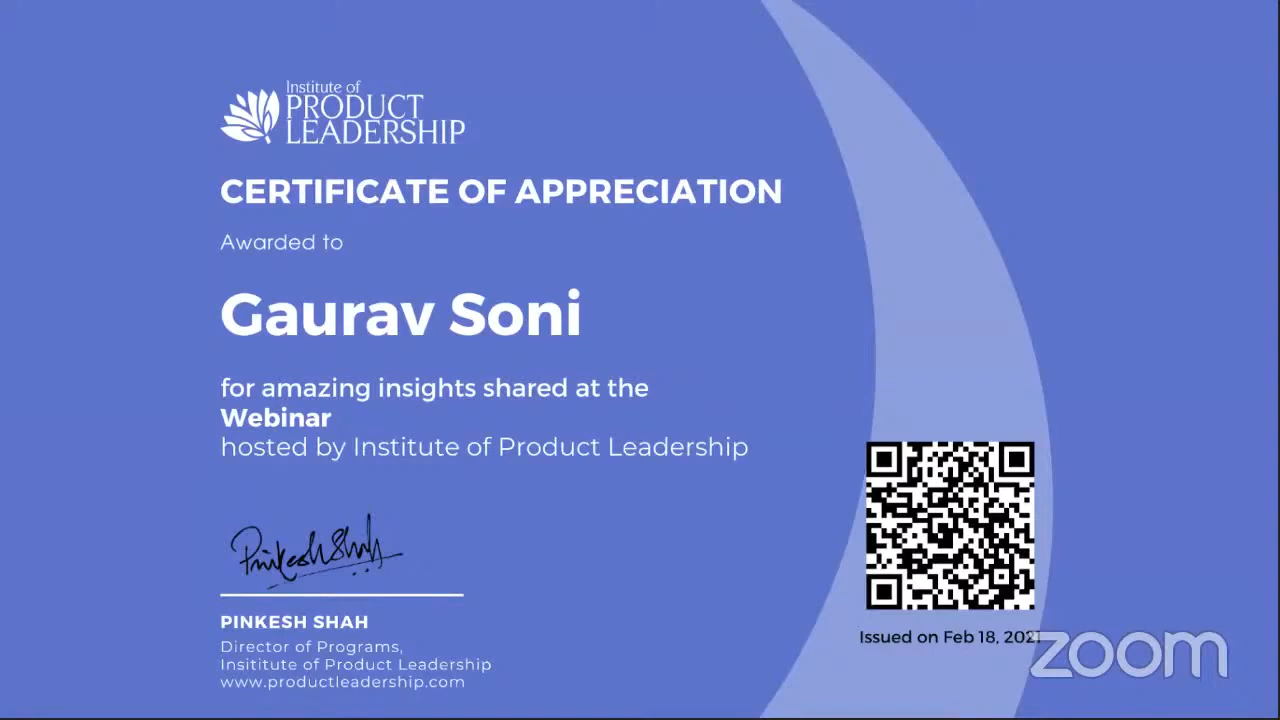 Institute of
PRODUCT
LEADERSHIP
CERTIFICATE OF APPRECIATION
Awarded to
Gaurav Soni
for amazing insights shared at the
Webinar
hosted by Institute of Product Leadership
Pinkesh Shah
PINKESH SHAH
Director of Programs,
Insititute of Product Leadership
www.productleadership.com
Issued on Feb 18, 2021
zoom